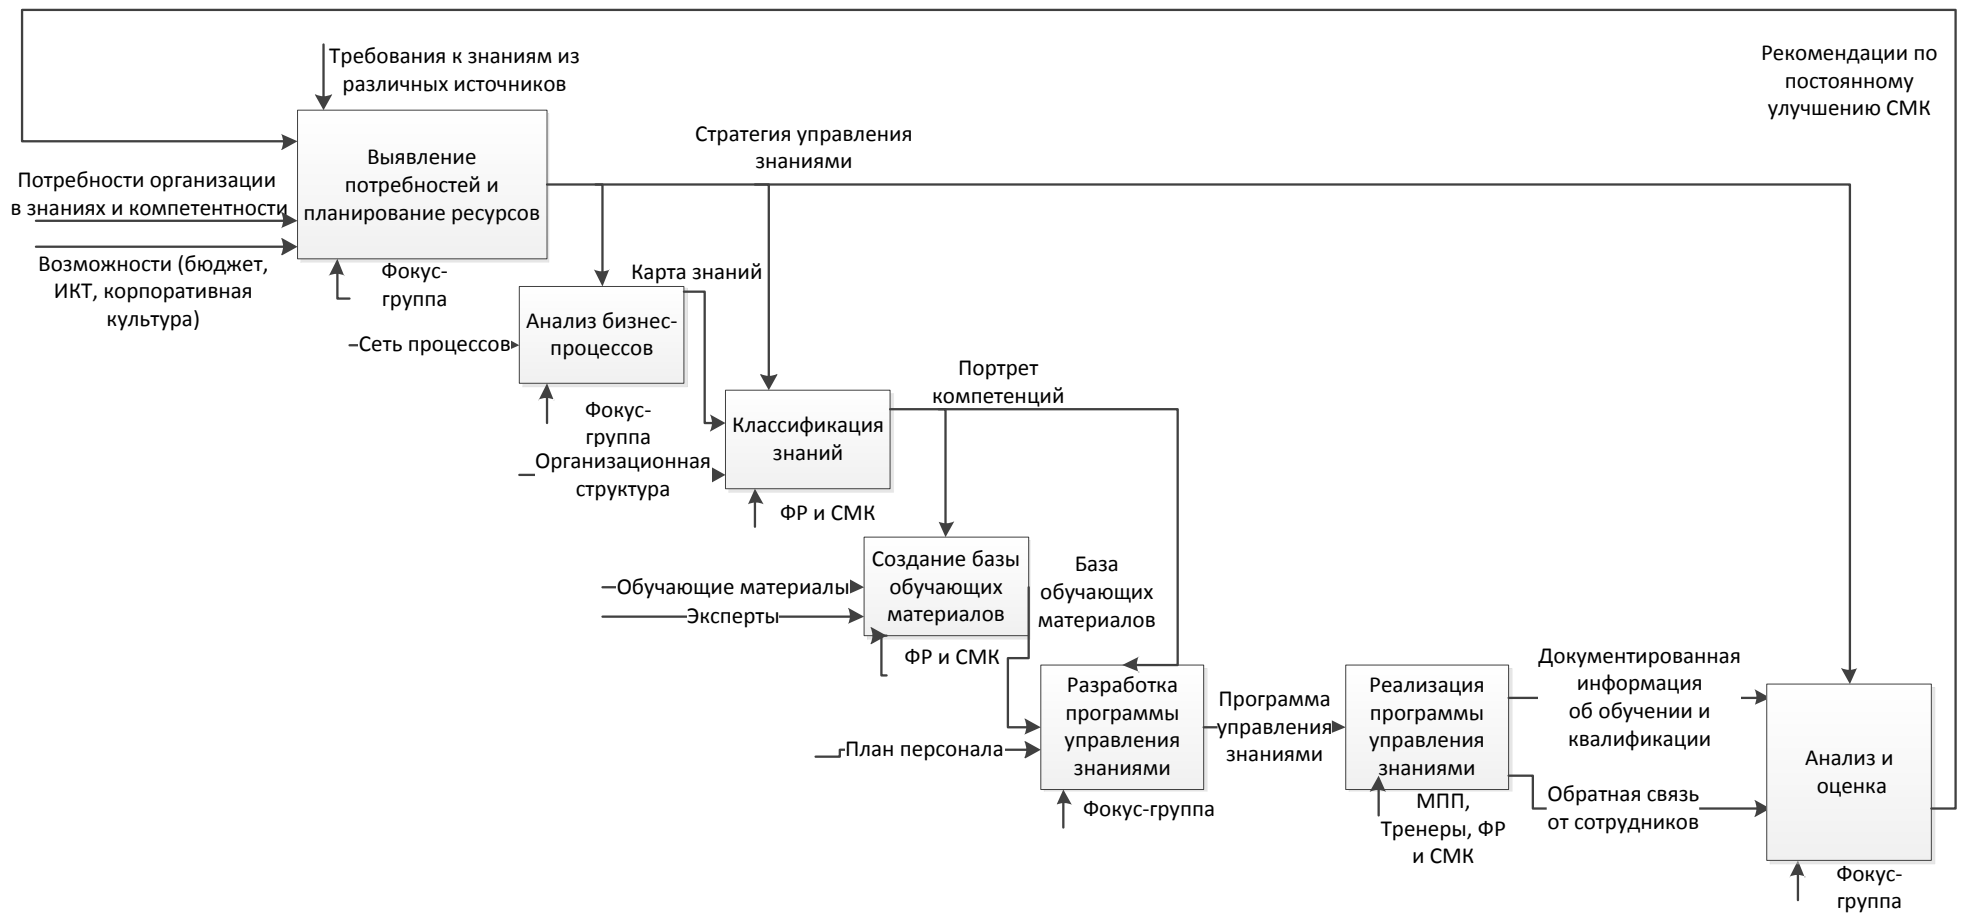 Рекомендации по
постоянному
улучшению СМК
Требования к знаниям из
различных источников
Стратегия управления
знаниями
Выявление
потребностей и
планирование ресурсов
Потребности организации
в знаниях и компетентности
Возможности (бюджет,
ИКТ, корпоративная
культура)
Фокус-
группа
Карта знаний
Анализ бизнес-
процессов
Сеть процессов
Фокус-
группа
Портрет
компетенций
Классификация
знаний
Организационная
структура
ФР и СМК
Создание базы
обучающих
материалов
Обучающие материалы
Эксперты
ФР и СМК
База
обучающих
материалов
Разработка
программы
управления
знаниями
План персонала
Фокус-группа
Программа
управления
знаниями
Реализация
программы
управления
знаниями
МПП,
Тренеры, ФР
и СМК
Документированная
информация
об обучении и
квалификации
Обратная связь
от сотрудников
Анализ и
оценка
Фокус-
группа